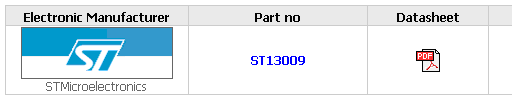 Electronic Manufacturer Part no Datasheet
ST
ST13009
PDF
STMicroelectronics